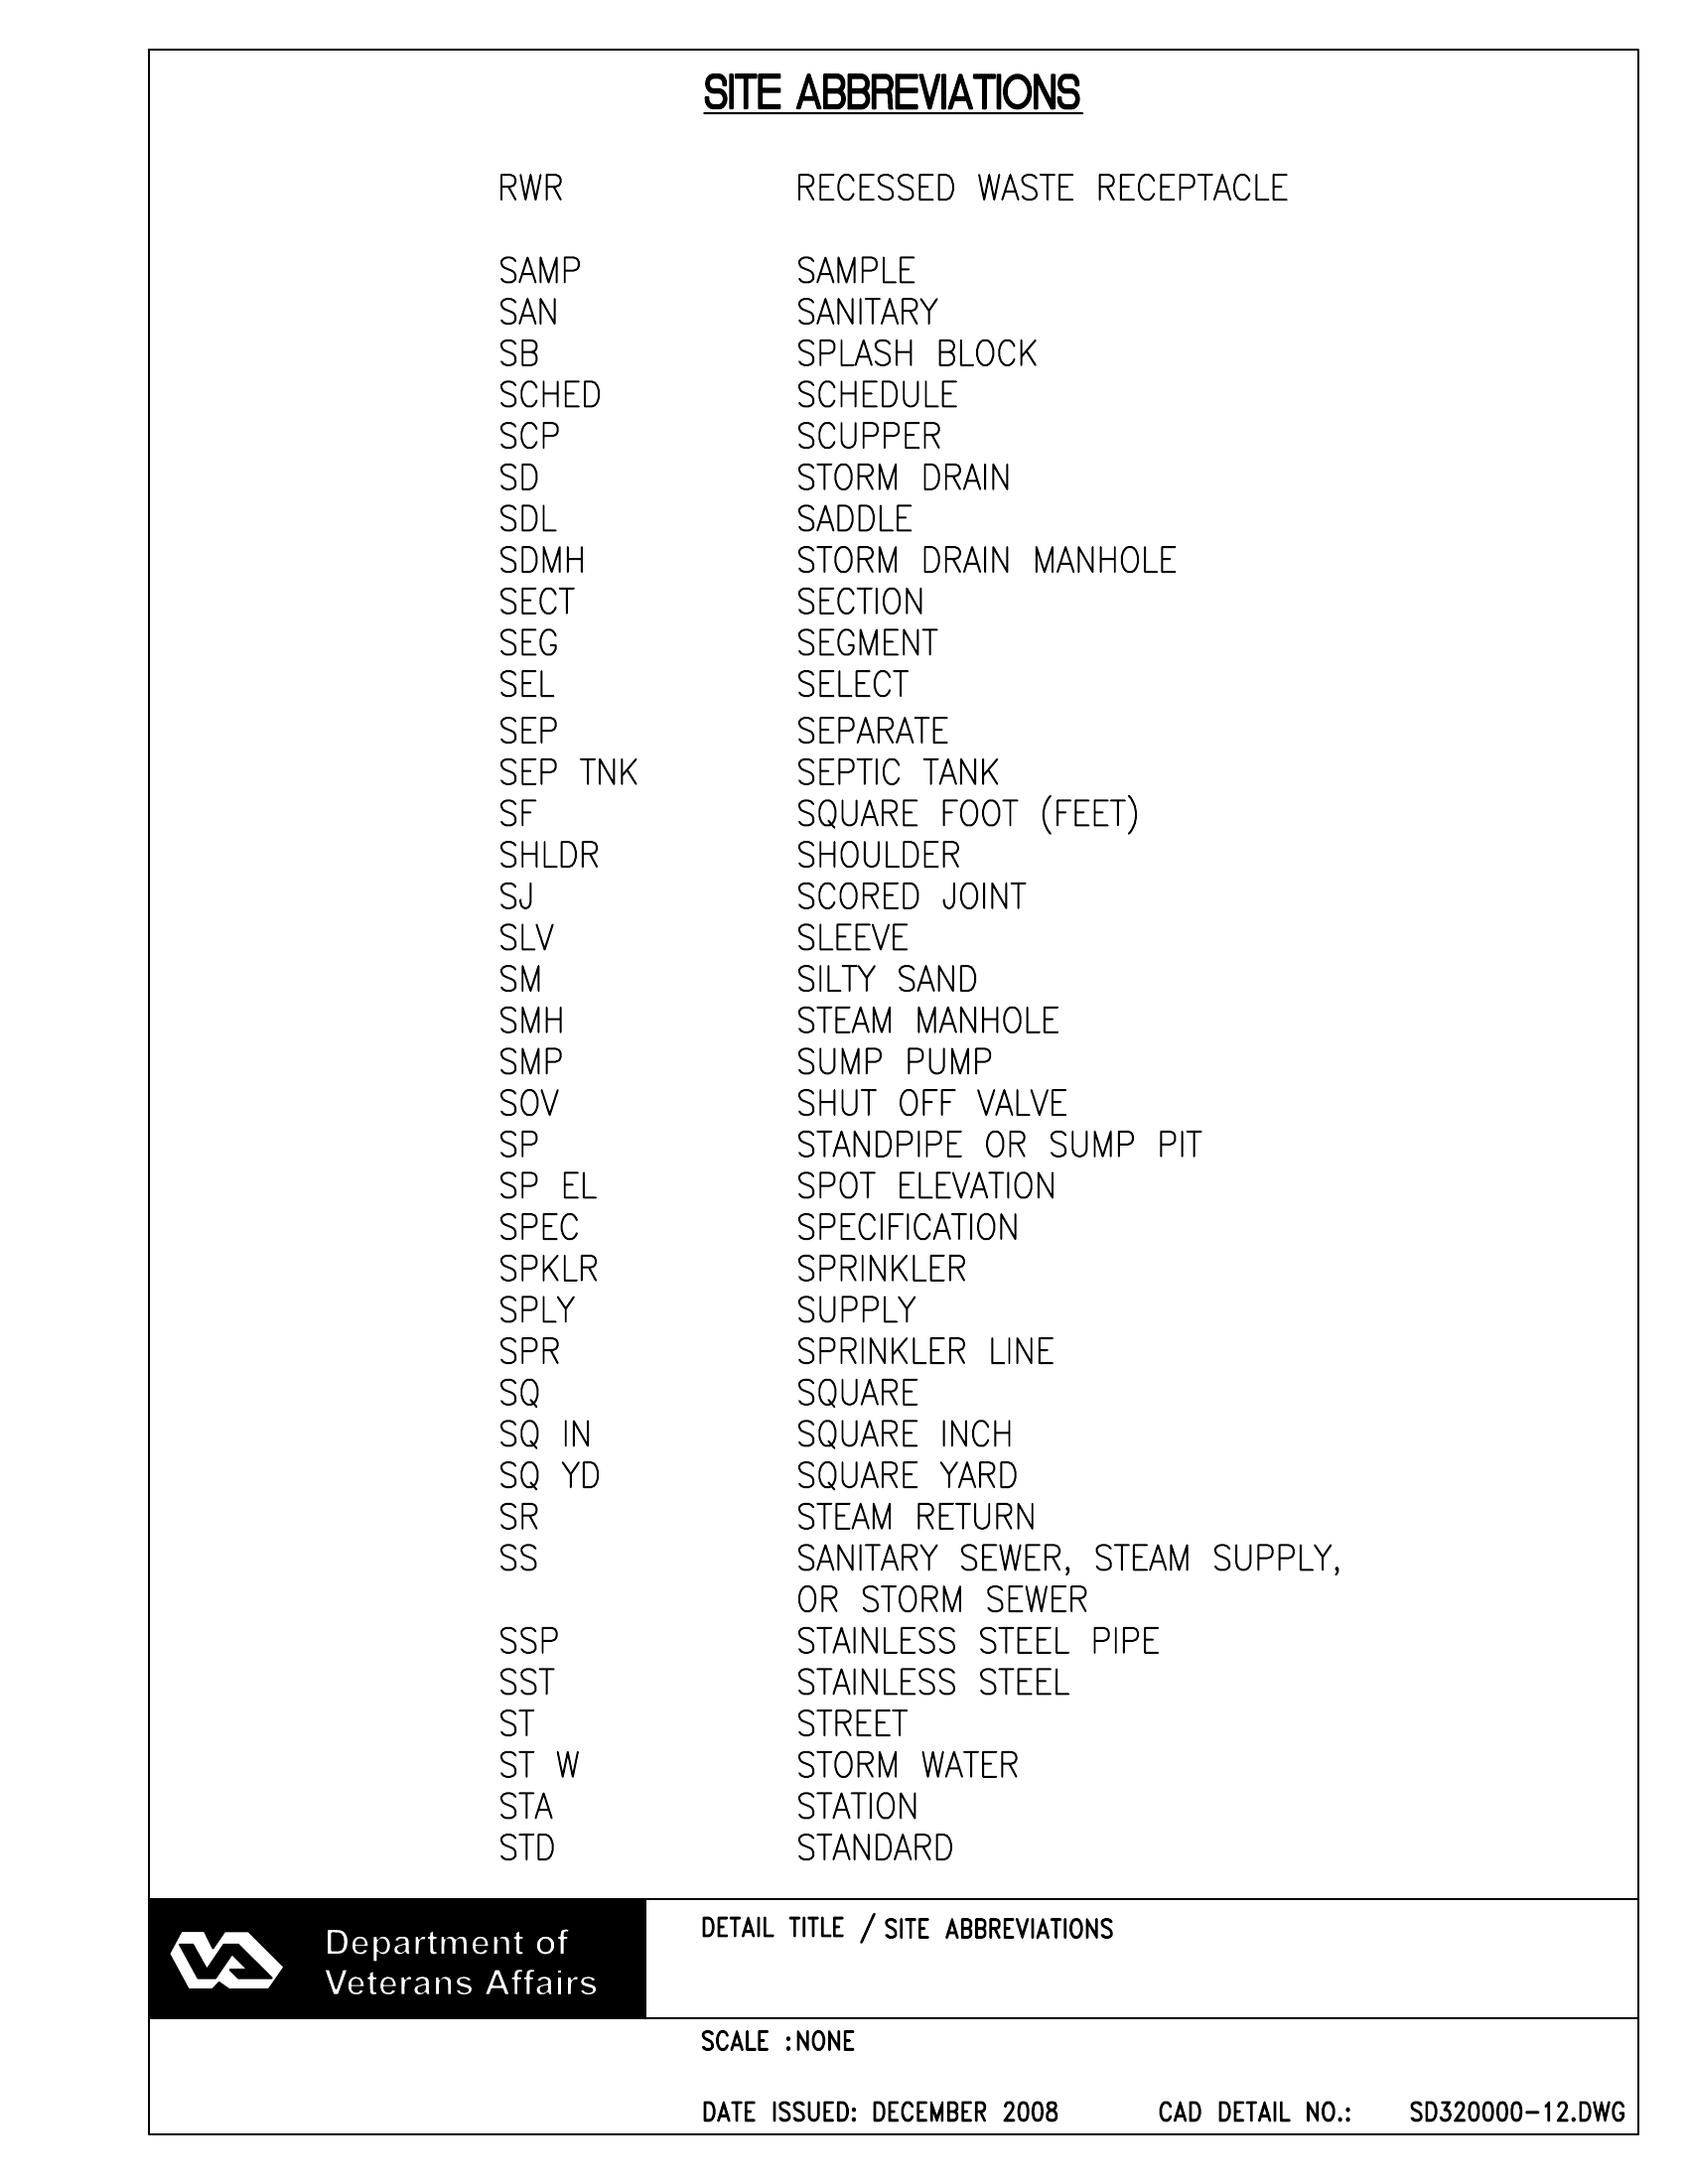 SITE ABBREVIATIONS
RWR RECESSED WASTE RECEPTACLE
SAMP SAMPLE
SAN SANITARY
SB SPLASH BLOCK
SCHED SCHEDULE
SCP SCUPPER
SD STORM DRAIN
SDL SADDLE
SDMH STORM DRAIN MANHOLE
SECT SECTION
SEG SEGMENT
SEL SELECT
SEP SEPARATE
SEP TNK SEPTIC TANK
SF SQUARE FOOT (FEET)
SHLDR SHOULDER
SJ SCORED JOINT
SLV SLEEVE
SM SILTY SAND
SMH STEAM MANHOLE
SMP SUMP PUMP
SOV SHUT OFF VALVE
SP STANDPIPE OR SUMP PIT
SP EL SPOT ELEVATION
SPEC SPECIFICATION
SPKLR SPRINKLER
SPLY SUPPLY
SPR SPRINKLER LINE
SQ SQUARE
SQ IN SQUARE INCH
SQ YD SQUARE YARD
SR STEAM RETURN
SS SANITARY SEWER, STEAM SUPPLY,
OR STORM SEWER
SSP STAINLESS STEEL PIPE
SST STAINLESS STEEL
ST STREET
ST W STORM WATER
STA STATION
STD STANDARD
Department of
Veterans Affairs
DETAIL TITLE / SITE ABBREVIATIONS
SCALE :NONE
DATE ISSUED: DECEMBER 2008 CAD DETAIL NO.: SD320000-12.DWG